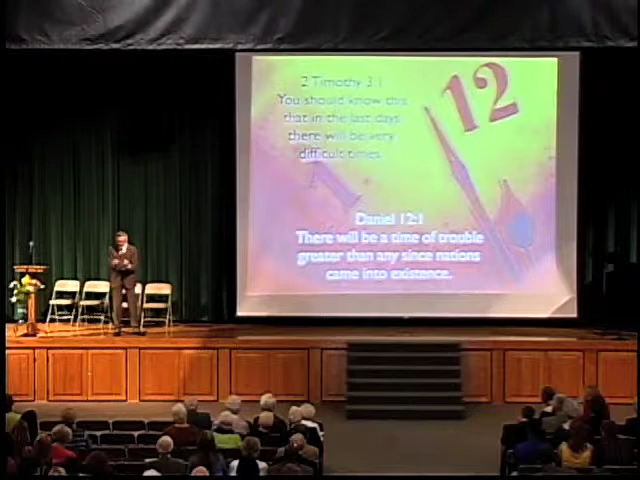 2 Timothy 3:1
You should know this
that in the last days
there will be very
difficult times
12
Daniel 12:1
There will be a time of trouble
greater than any since nations
came into existence.